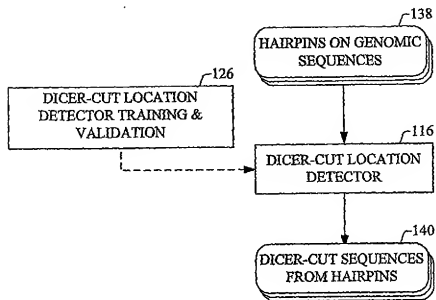 138
HAIRPINS ON GENOMIC
SEQUENCES
126
DICER-CUT LOCATION
DETECTOR TRAINING &
VALIDATION
116
DICER-CUT LOCATION
DETECTOR
140
DICER-CUT SEQUENCES
FROM HAIRPINS